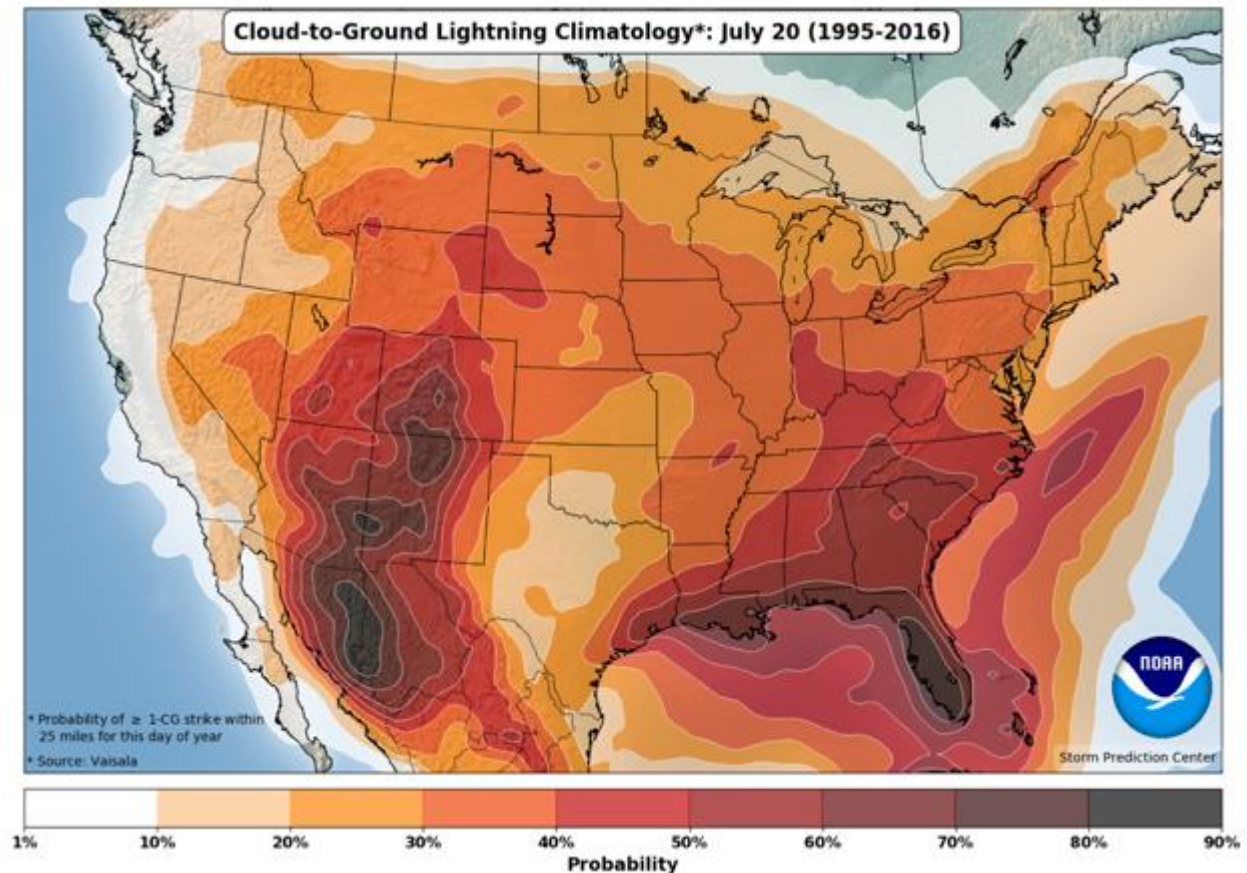 Cloud-to-Ground Lightning Climatology*: July 20 (1995-2016)
NOAA
* Probability of ≥ 1-CG strike within
25 miles for this day of year
* Source: Vaisala
Storm Prediction Center
1% 10% 20% 30% 40% 50% 60% 70% 80% 90%
Probability